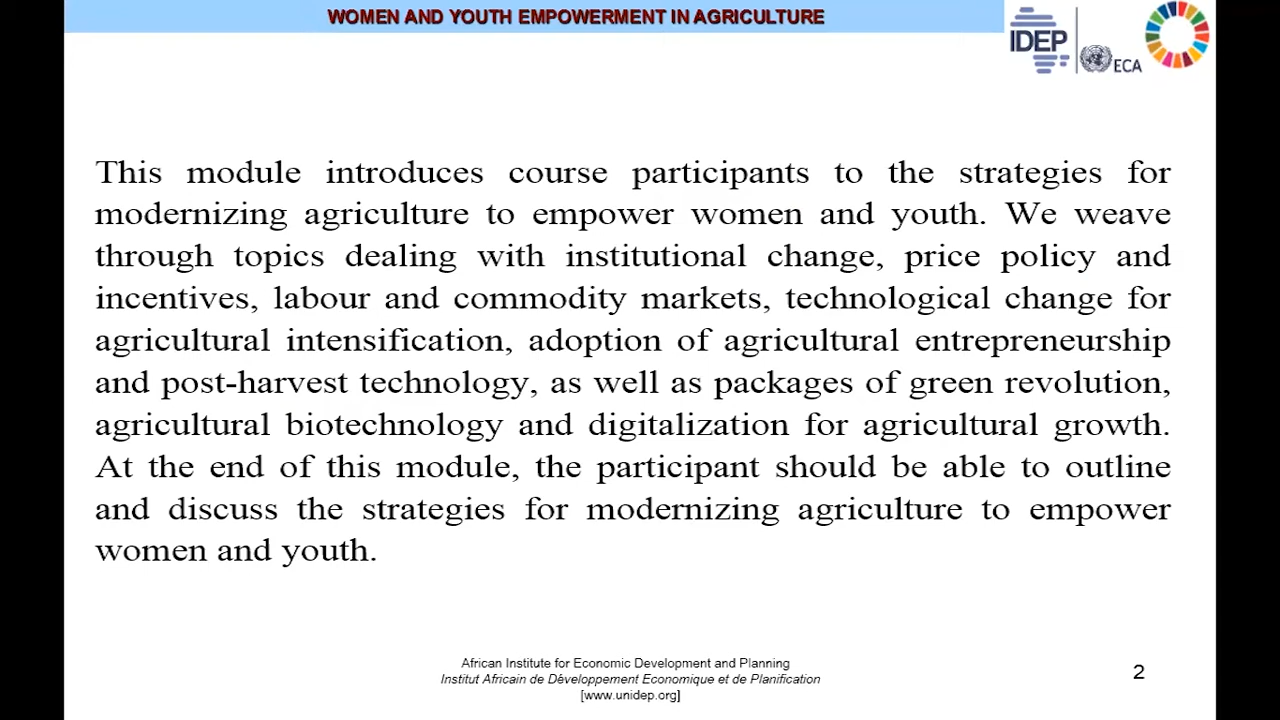 WOMEN AND YOUTH EMPOWERMENT IN AGRICULTURE
IDEP
ECA
This module introduces course participants to the strategies for
modernizing agriculture to empower women and youth. We weave
through topics dealing with institutional change, price policy and
incentives, labour and commodity markets, technological change for
agricultural intensification, adoption of agricultural entrepreneurship
and post-harvest technology, as well as packages of green revolution,
agricultural biotechnology and digitalization for agricultural growth.
At the end of this module, the participant should be able to outline
and discuss the strategies for modernizing agriculture to empower
women and youth.
African Institute for Economic Development and Planning
Institut Africain de Développement Economique et de Planification
[www.unidep.org]
2